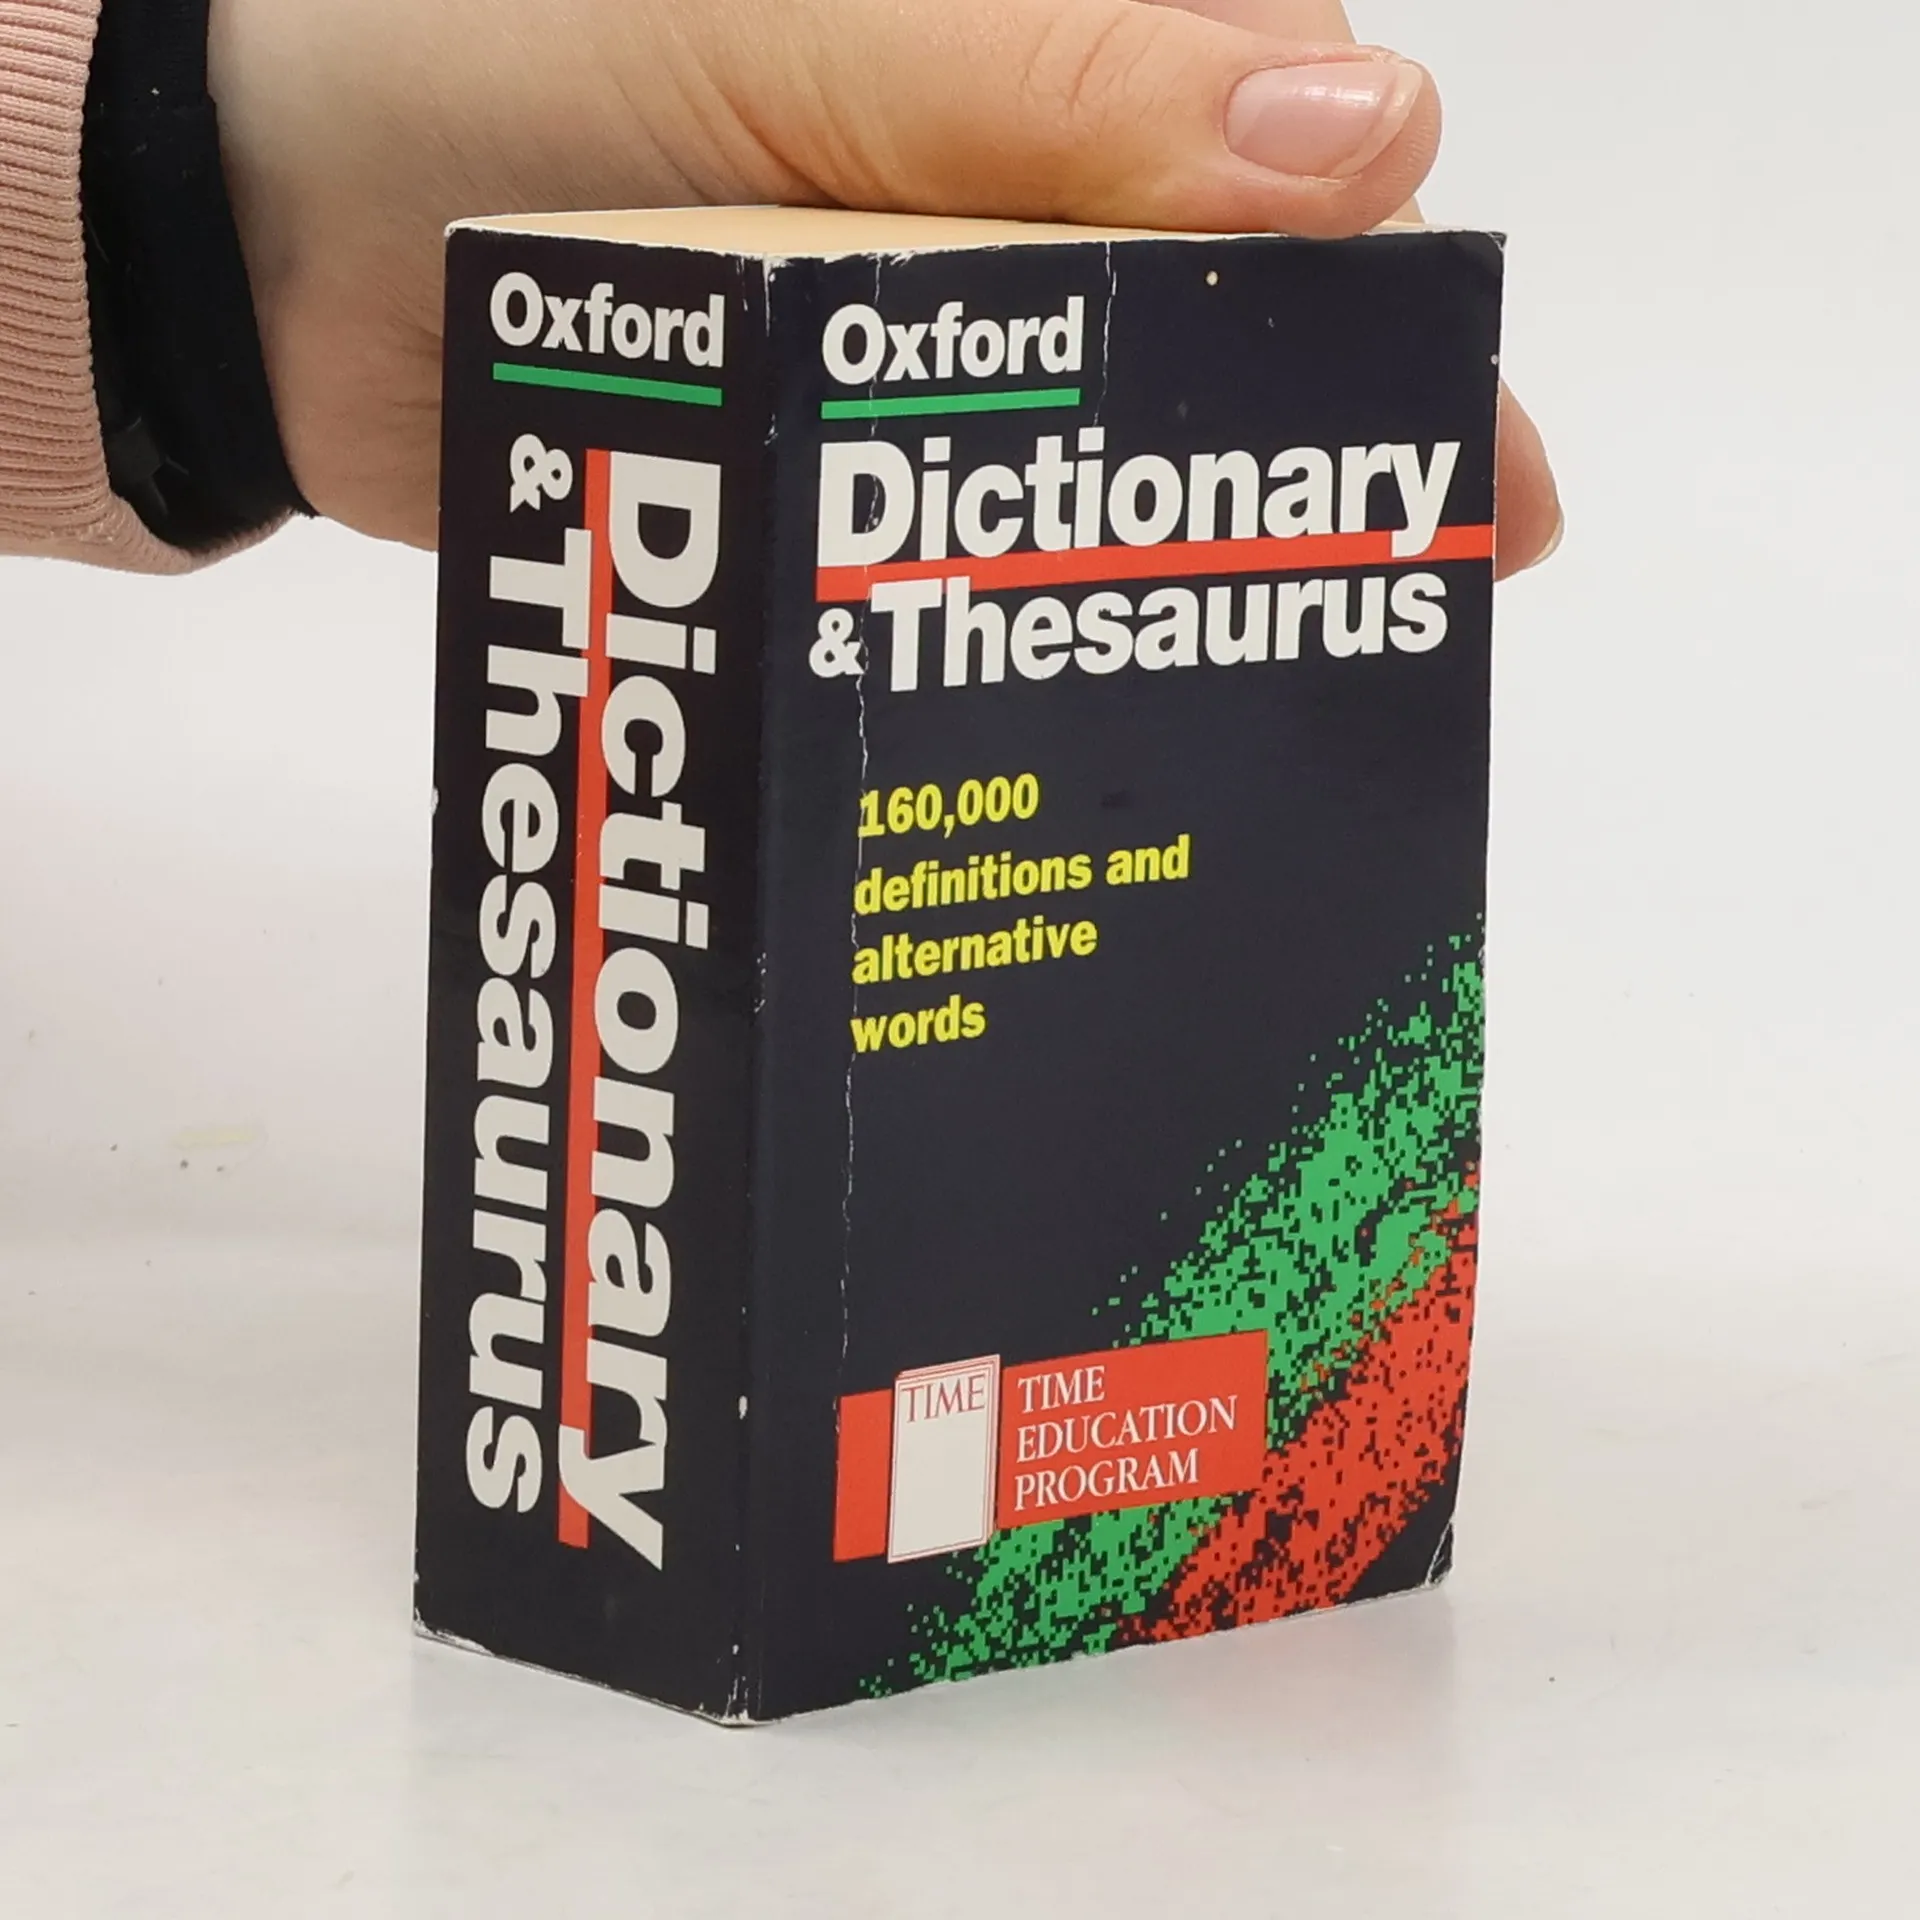 Oxford
Dictionary
& Thesaurus
Oxford
Dictionary
& Thesaurus
160,000
definitions and
alternative
words
TIME
TIME
EDUCATION
PROGRAM